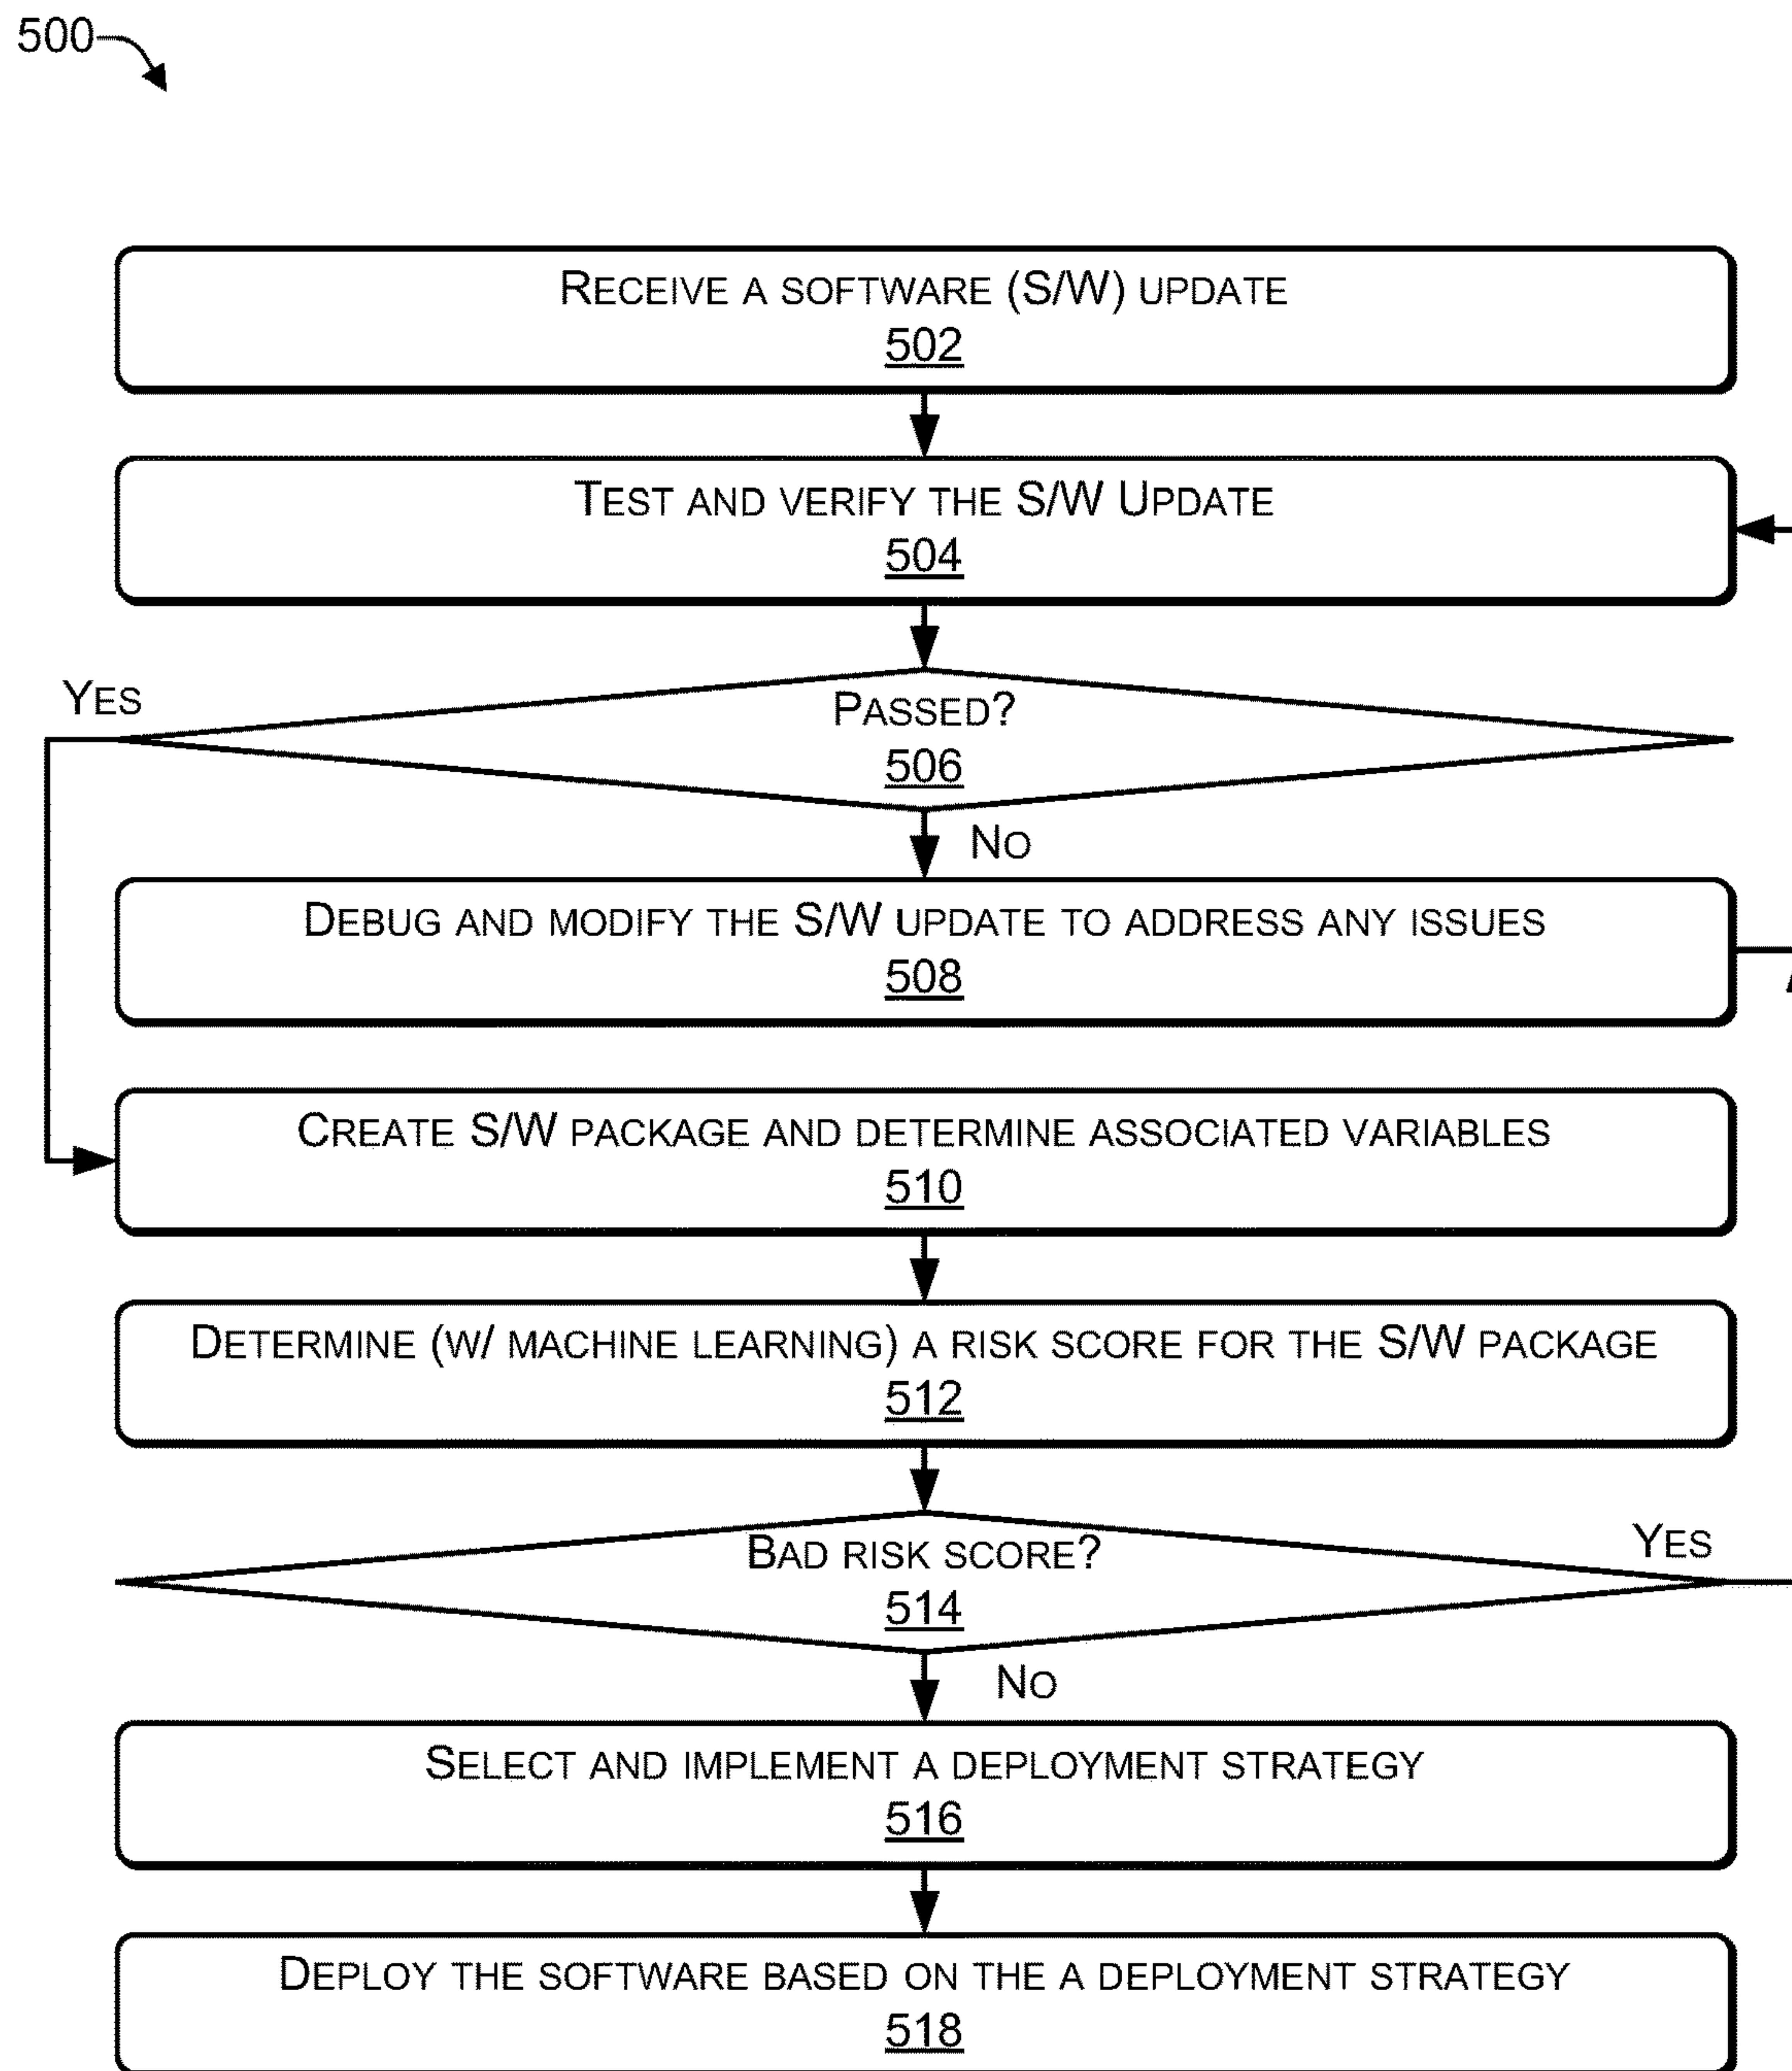 500
RECEIVE A SOFTWARE (S/W) UPDATE
502
TEST AND VERIFY THE S/W UPDATE
504
YES
PASSED?
506
NO
DEBUG AND MODIFY THE S/W UPDATE TO ADDRESS ANY ISSUES
508
CREATE S/W PACKAGE AND DETERMINE ASSOCIATED VARIABLES
510
DETERMINE (W/ MACHINE LEARNING) A RISK SCORE FOR THE S/W PACKAGE
512
BAD RISK SCORE?
YES
514
NO
SELECT AND IMPLEMENT A DEPLOYMENT STRATEGY
516
DEPLOY THE SOFTWARE BASED ON THE A DEPLOYMENT STRATEGY
518